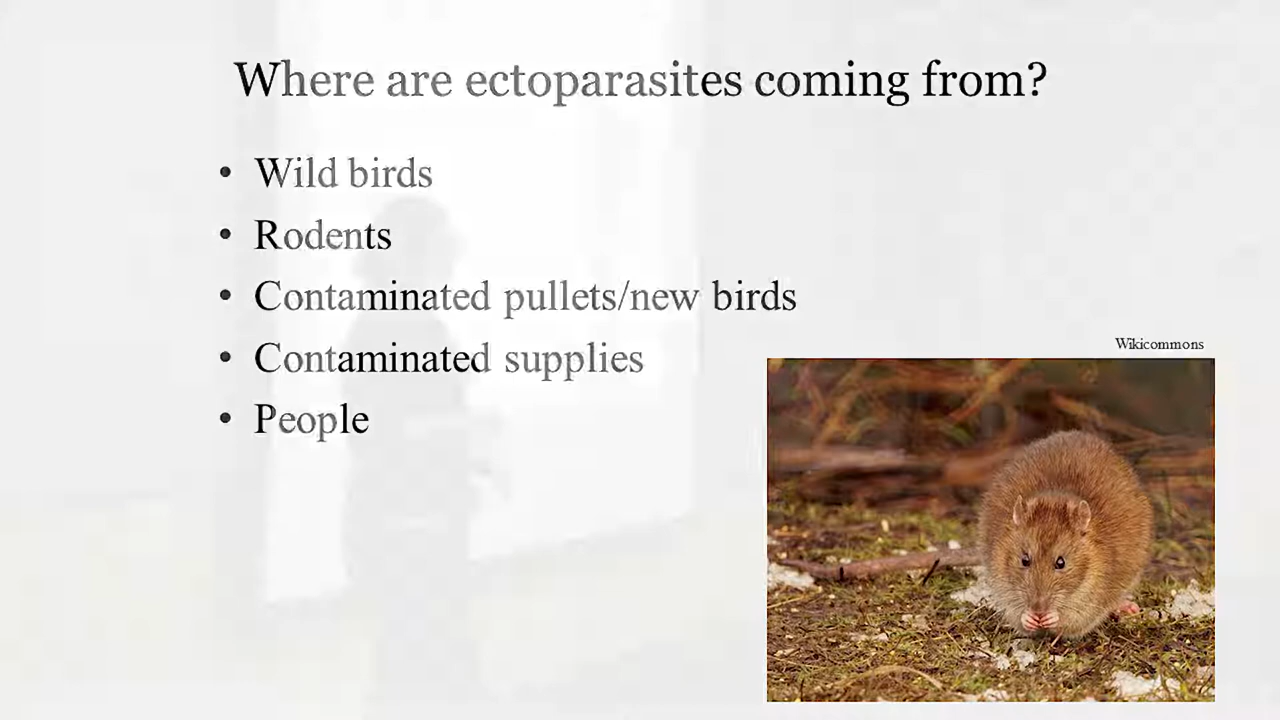 Where are ectoparasites coming from?
• Wild birds
• Rodents
• Contaminated pullets/new birds
• Contaminated supplies
• People
Wikicommons